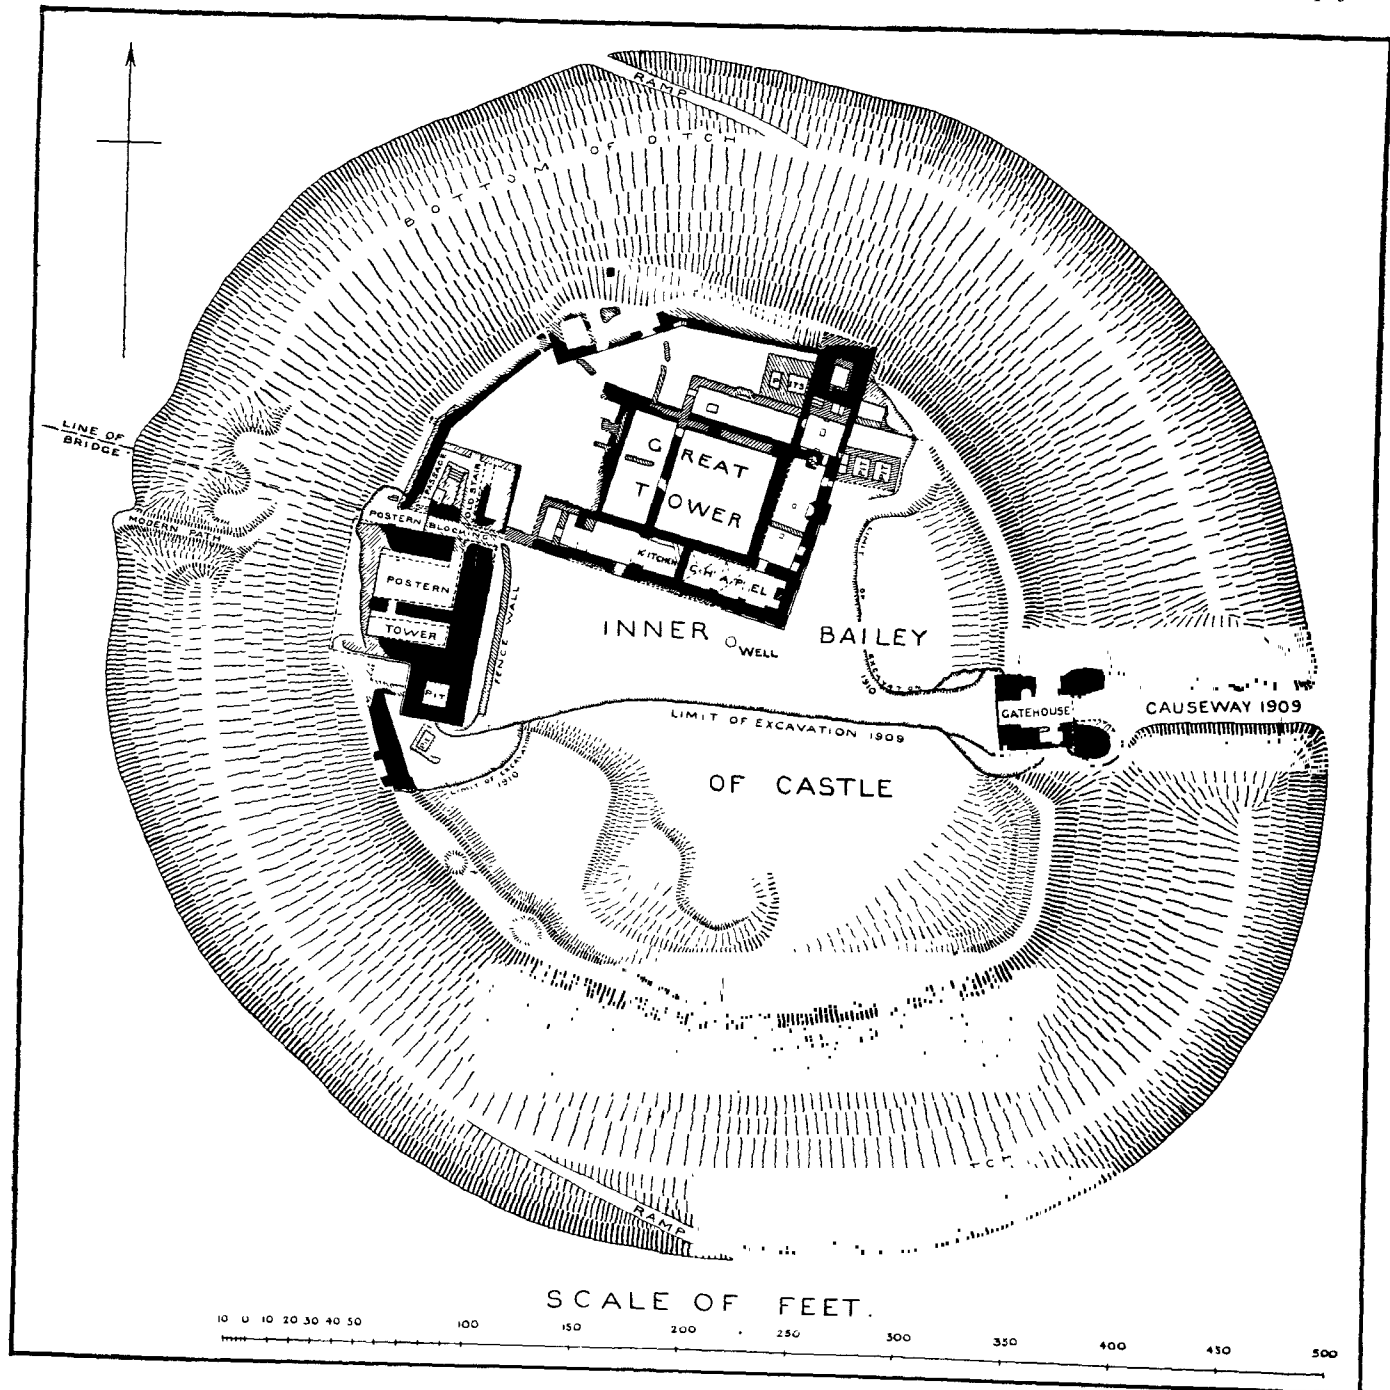 RAMP
BOTTOM OF DITCH
LINE OF
BRIDGE
MODERN PATH
PITS
PASSAGE
GREAT
TOWER
POSTERN BLOCKING
KITCHEN
CHAPEL
POSTERN
TOWER
PIT
FENCE WALL
INNER
WELL
BAILEY
LIMIT OF EXCAVATION 1910
GATEHOUSE
CAUSEWAY 1909
LIMIT OF EXCAVATION 1909
OF CASTLE
RAMP
SCALE OF FEET.
10 0 10 20 30 40 50 100 150 200 250 300 350 400 450 500